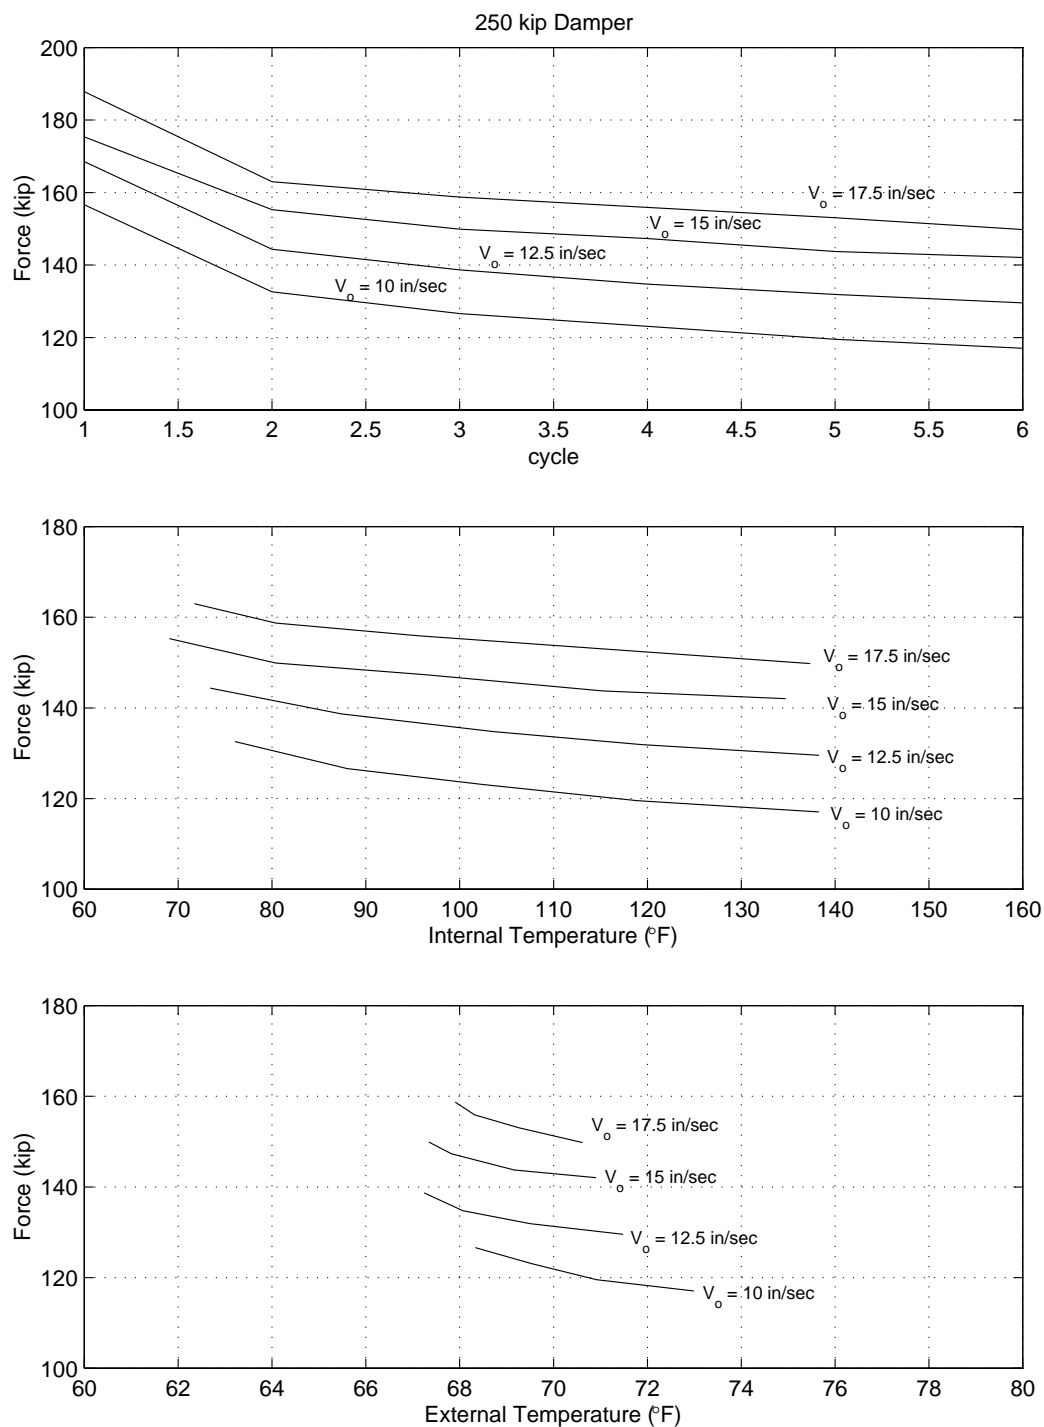 250 kip Damper
200
180
160
140
120
100
Force (kip)
V_o = 17.5 in/sec
V_o = 15 in/sec
V_o = 12.5 in/sec
V_o = 10 in/sec
1 1.5 2 2.5 3 3.5 4 4.5 5 5.5 6
cycle
180
160
140
120
100
Force (kip)
V_o = 17.5 in/sec
V_o = 15 in/sec
V_o = 12.5 in/sec
V_o = 10 in/sec
60 70 80 90 100 110 120 130 140 150 160
Internal Temperature (°F)
180
160
140
120
100
Force (kip)
V_o = 17.5 in/sec
V_o = 15 in/sec
V_o = 12.5 in/sec
V_o = 10 in/sec
60 62 64 66 68 70 72 74 76 78 80
External Temperature (°F)